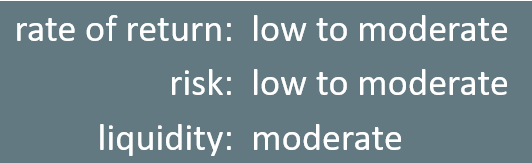 rate of return: low to moderate
risk: low to moderate
liquidity: moderate